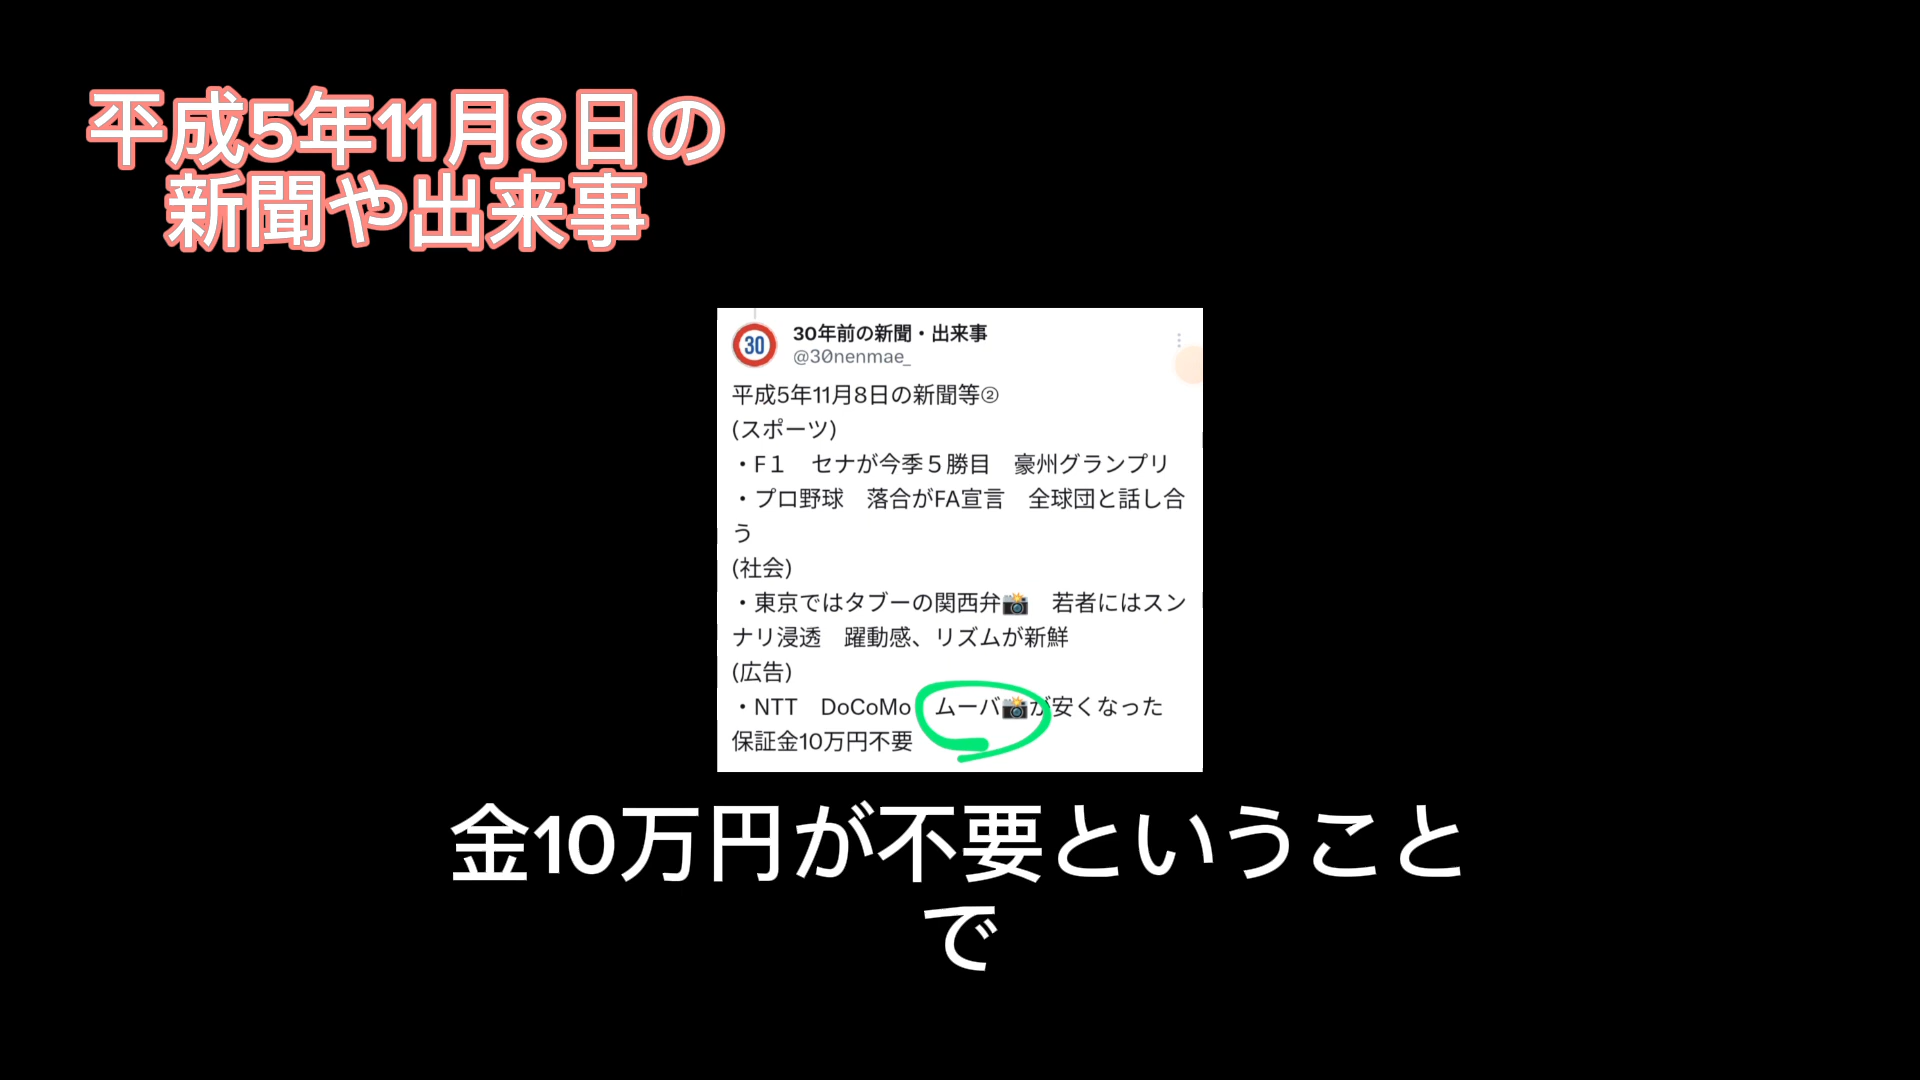 平成5年11月8日の
新聞や出来事
30
30年前の新聞・出来事
@30nenmae_
平成5年11月8日の新聞等②
(スポーツ)
・F１　セナが今季５勝目　豪州グランプリ
・プロ野球　落合がFA宣言　全球団と話し合
う
(社会)
・東京ではタブーの関西弁📸　若者にはスン
ナリ浸透　躍動感、リズムが新鮮
(広告)
・NTT　DoCoMo　ムーバ📸が安くなった
保証金10万円不要
金10万円が不要ということ
で